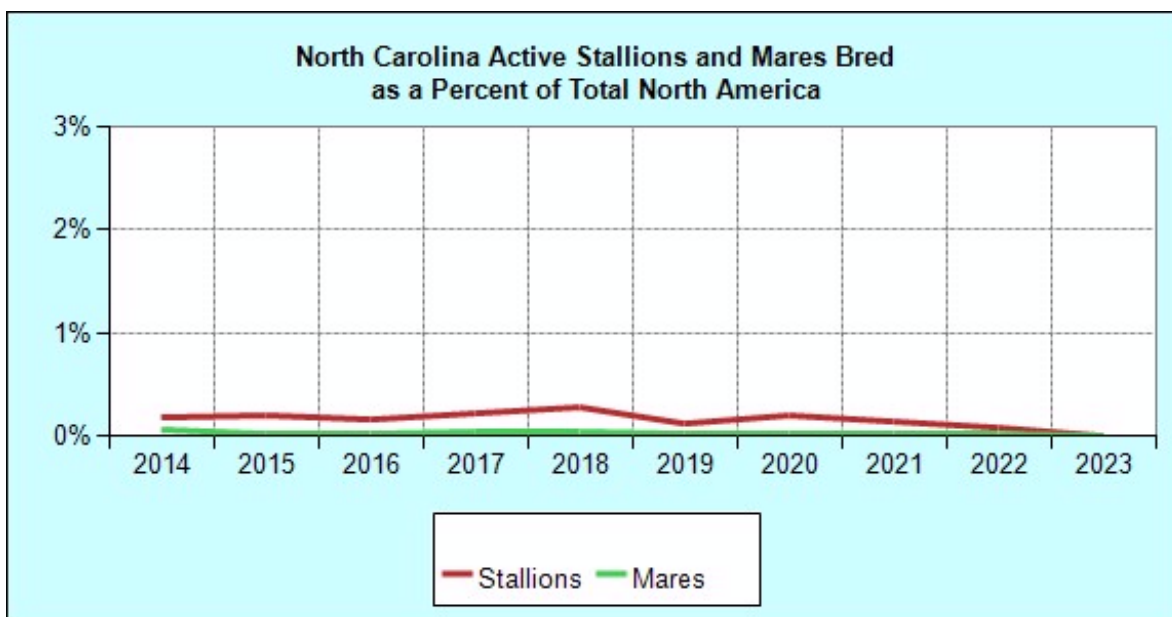 North Carolina Active Stallions and Mares Bred
as a Percent of Total North America
3%
2%
1%
0%
2014 2015 2016 2017 2018 2019 2020 2021 2022 2023
Stallions Mares